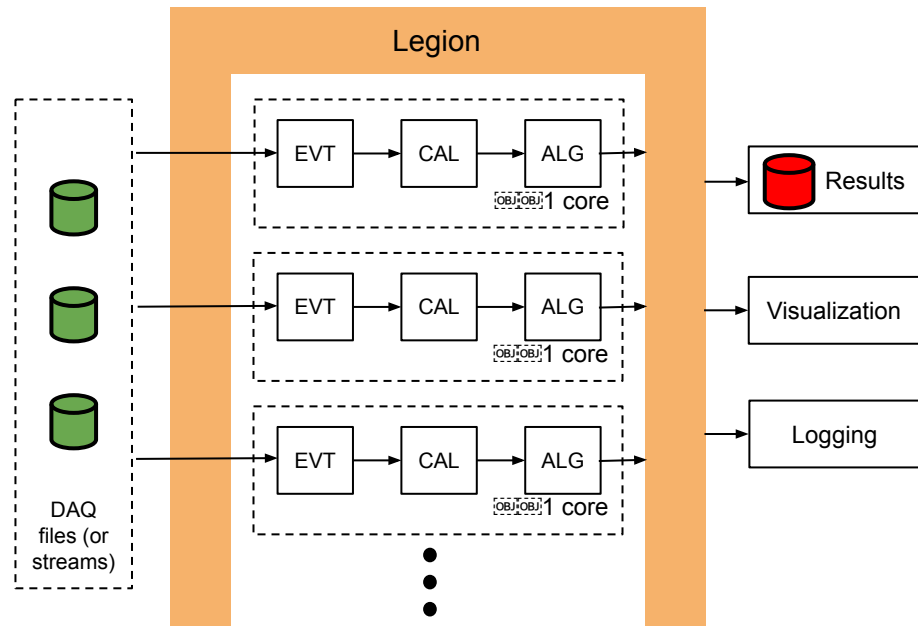 Legion
EVT CAL ALG
OBJ OBJ 1 core
EVT CAL ALG
OBJ OBJ 1 core
EVT CAL ALG
OBJ OBJ 1 core
DAQ
files (or
streams)
Results
Visualization
Logging